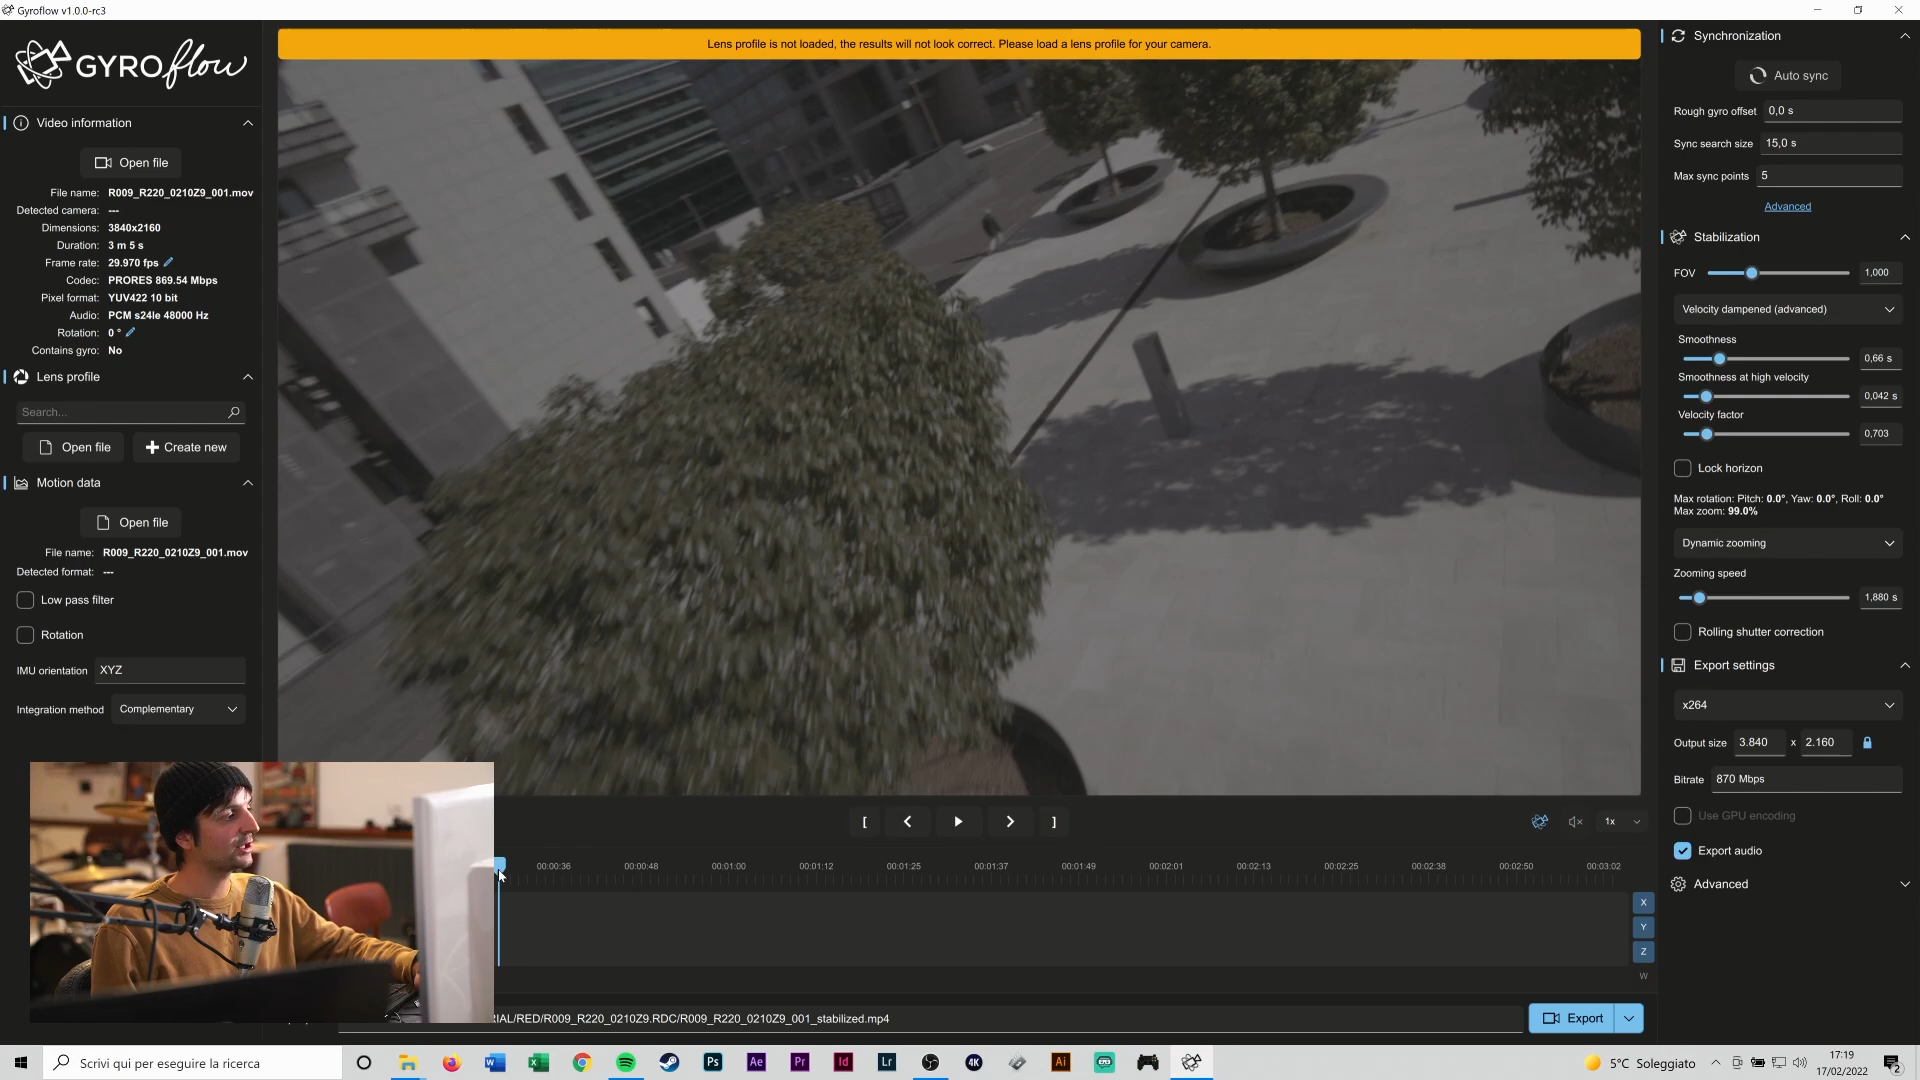 Gyroflow v1.0.0-rc3
GYROflow
Lens profile is not loaded, the results will not look correct. Please load a lens profile for your camera.
Video information
Open file
File name: R009_R220_0210Z9_001.mov
Detected camera: ---
Dimensions: 3840x2160
Duration: 3 m 5 s
Frame rate: 29.970 fps
Codec: PRORES 869.54 Mbps
Pixel format: YUV422 10 bit
Audio: PCM s24le 48000 Hz
Rotation: 0 °
Contains gyro: No
Lens profile
Search...
Open file
Create new
Motion data
Open file
File name: R009_R220_0210Z9_001.mov
Detected format: ---
Low pass filter
Rotation
IMU orientation XYZ
Integration method Complementary
[ ]
1x
00:00:36 00:00:48 00:01:00 00:01:12 00:01:25 00:01:37 00:01:49 00:02:01 00:02:13 00:02:25 00:02:38 00:02:50 00:03:02
X
Y
Z
W
IAL/RED/R009_R220_0210Z9.RDC/R009_R220_0210Z9_001_stabilized.mp4
Export
Synchronization
Auto sync
Rough gyro offset 0,0 s
Sync search size 15,0 s
Max sync points 5
Advanced
Stabilization
FOV 1,000
Velocity dampened (advanced)
Smoothness
0,66 s
Smoothness at high velocity
0,042 s
Velocity factor
0,703
Lock horizon
Max rotation: Pitch: 0.0°, Yaw: 0.0°, Roll: 0.0°
Max zoom: 99.0%
Dynamic zooming
Zooming speed
1,880 s
Rolling shutter correction
Export settings
x264
Output size 3.840 x 2.160
Bitrate 870 Mbps
Use GPU encoding
Export audio
Advanced
Scrivi qui per eseguire la ricerca
Ps Ae Pr Id Lr 4K Ai
5°C Soleggiato
17:19
17/02/2022
2